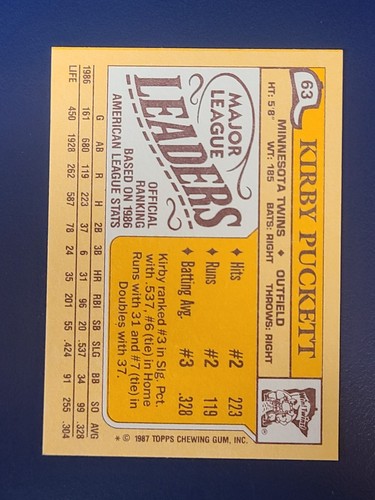 63
KIRBY PUCKETT
MINNESOTA TWINS ♦ OUTFIELD
HT: 5'8" WT: 185 BATS: RIGHT THROWS: RIGHT
MAJOR
LEAGUE
LEADERS
OFFICIAL
RANKING
BASED ON 1986
AMERICAN LEAGUE STATS
♦ Hits #2 223
♦ Runs #2 119
♦ Batting Avg. #3 .328
Kirby ranked #3 in Slg. Pct.
with .537, #6 (tie) in Home
Runs with 31 and #7 (tie) in
Doubles with 37.
* © 1987 TOPPS CHEWING GUM, INC.
G AB R H 2B 3B HR RBI SB SLG BB SO AVG
1986 161 680 119 223 37 6 31 96 20 .537 34 99 .328
LIFE 450 1928 262 587 78 24 35 201 55 .424 91 255 .304